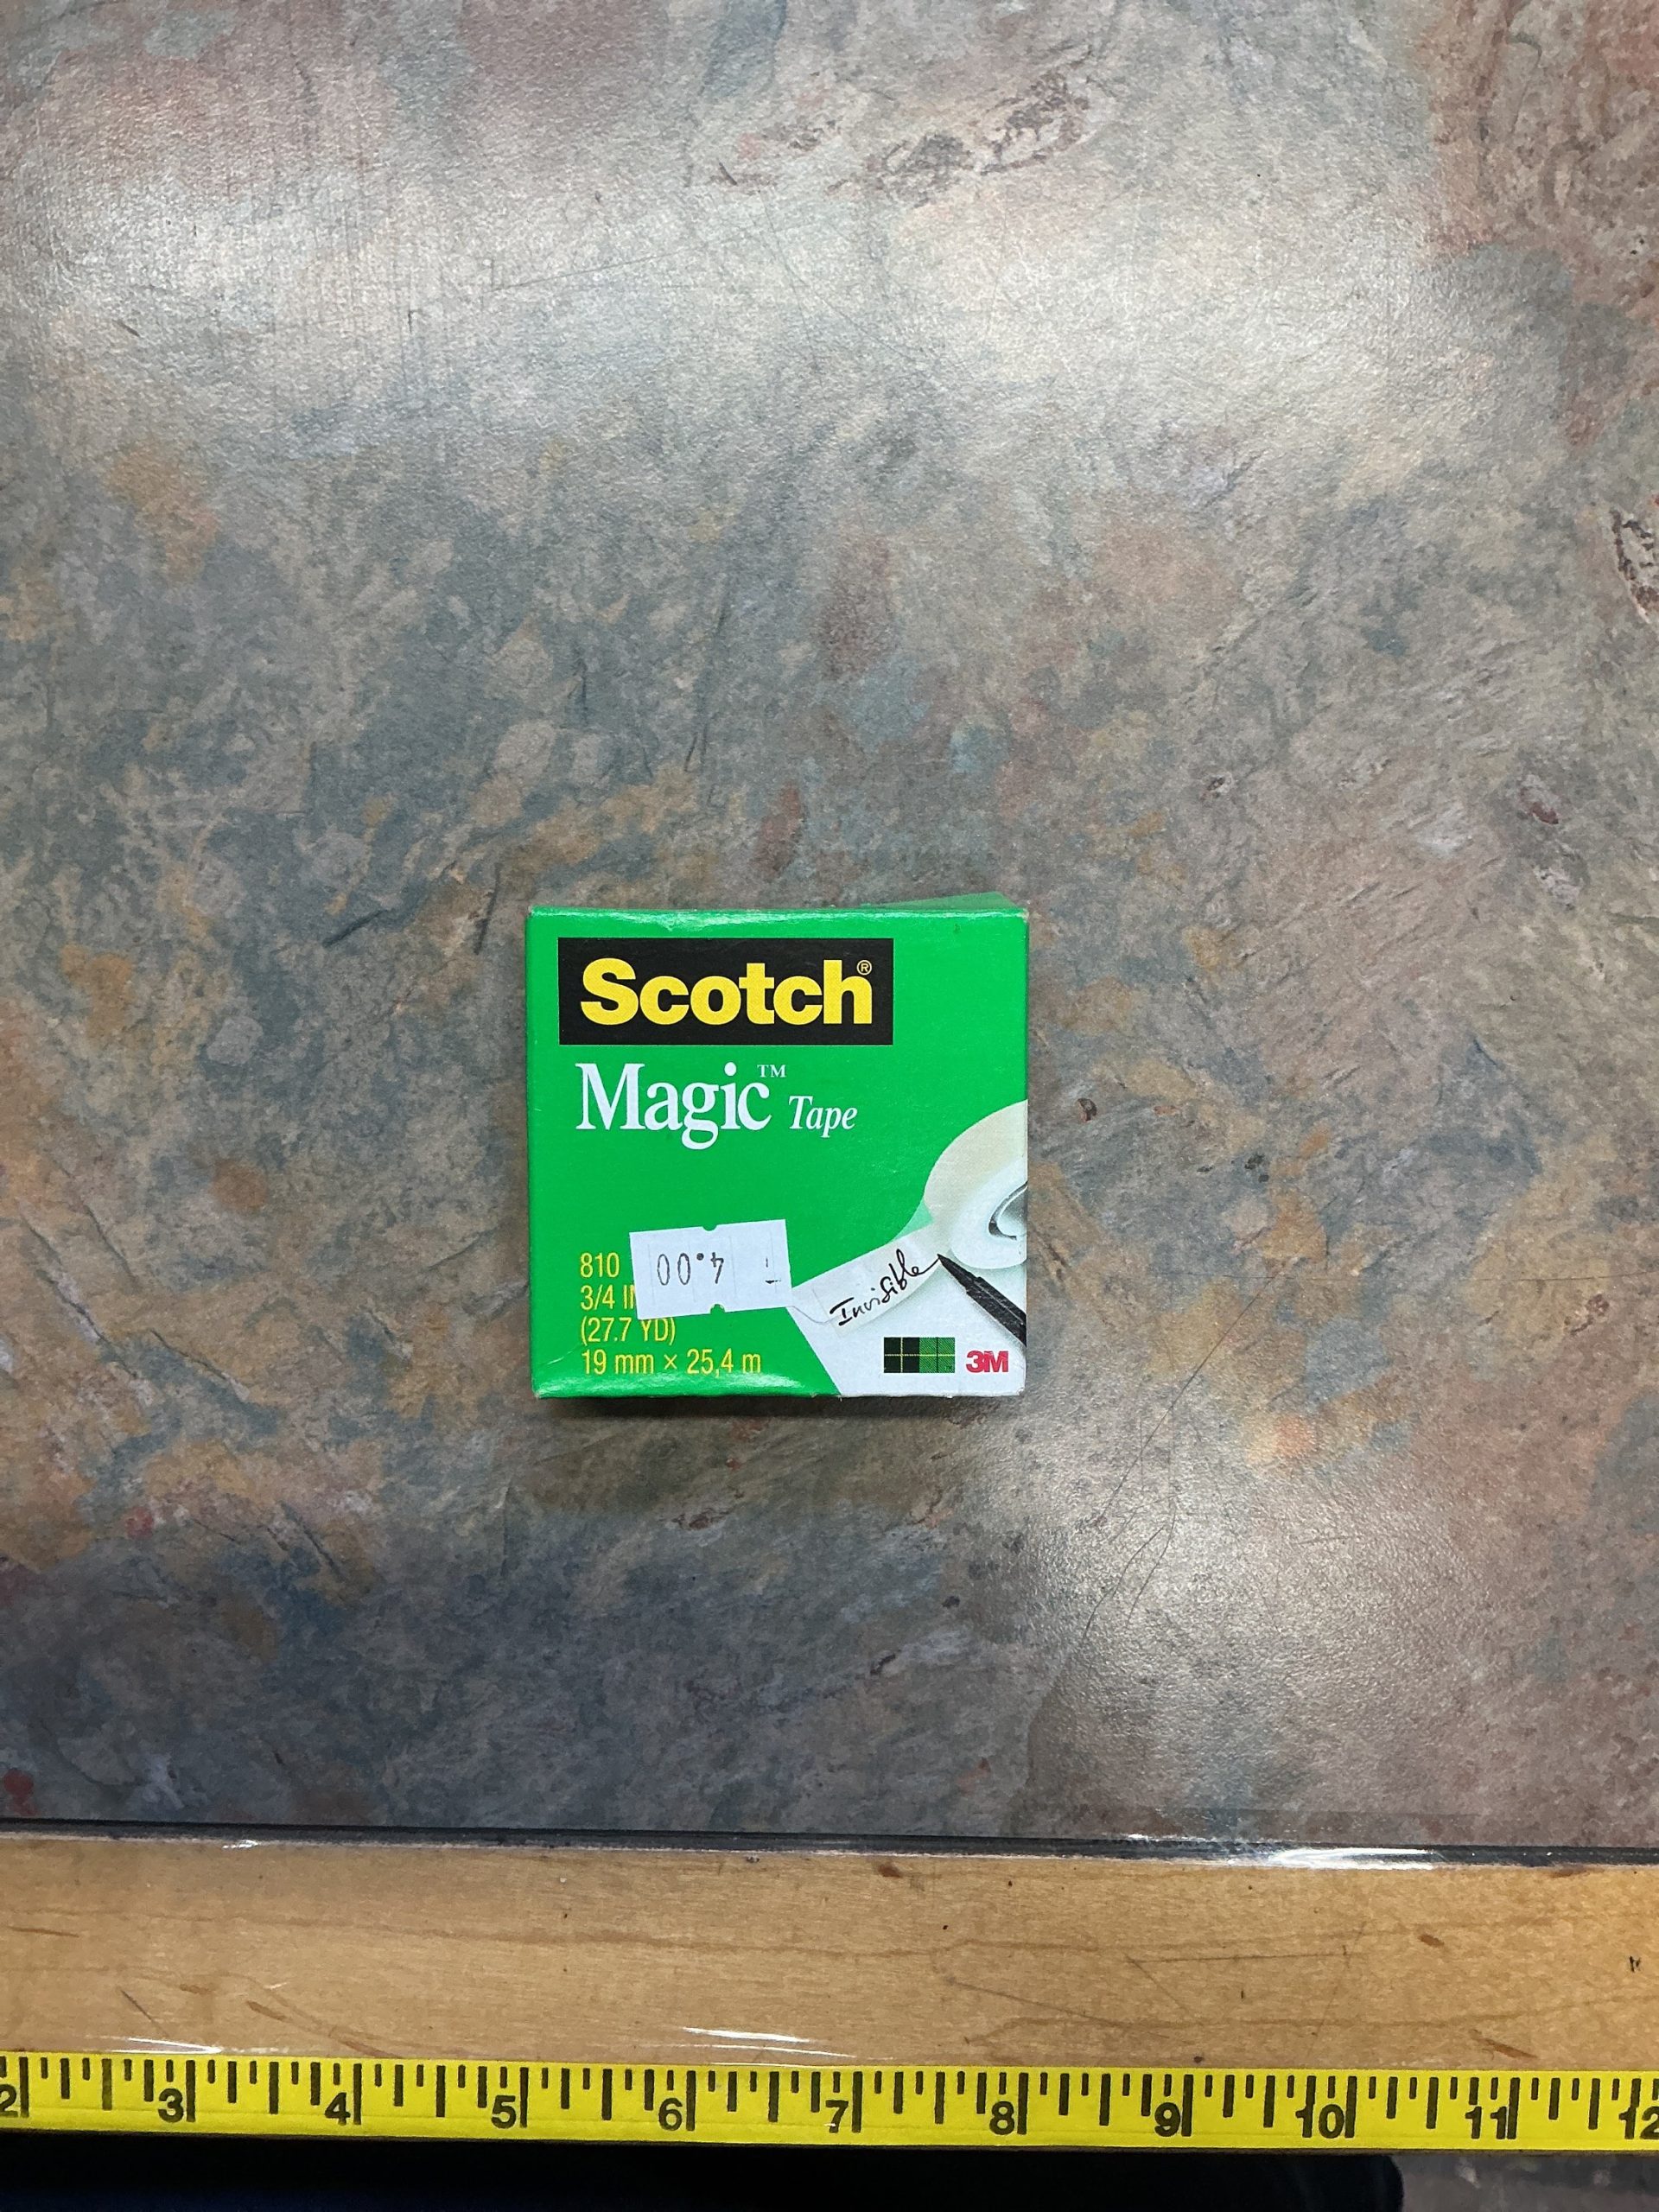 Scotch®
Magic™ Tape
810
3/4
(27.7 YD)
19 mm × 25,4 m
4.00
Invisible
3M
2 3 4 5 6 7 8 9 10 11 12